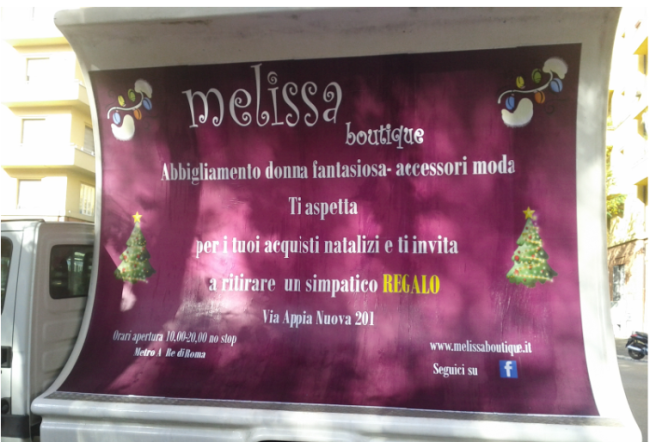 melissa
boutique
Abbigliamento donna fantasiosa- accessori moda
Ti aspetta
per i tuoi acquisti natalizi e ti invita
a ritirare un simpatico REGALO
Via Appia Nuova 201
Orari apertura 10,00-20,00 no stop
Metro A Re di Roma
www.melissaboutique.it
Seguici su f